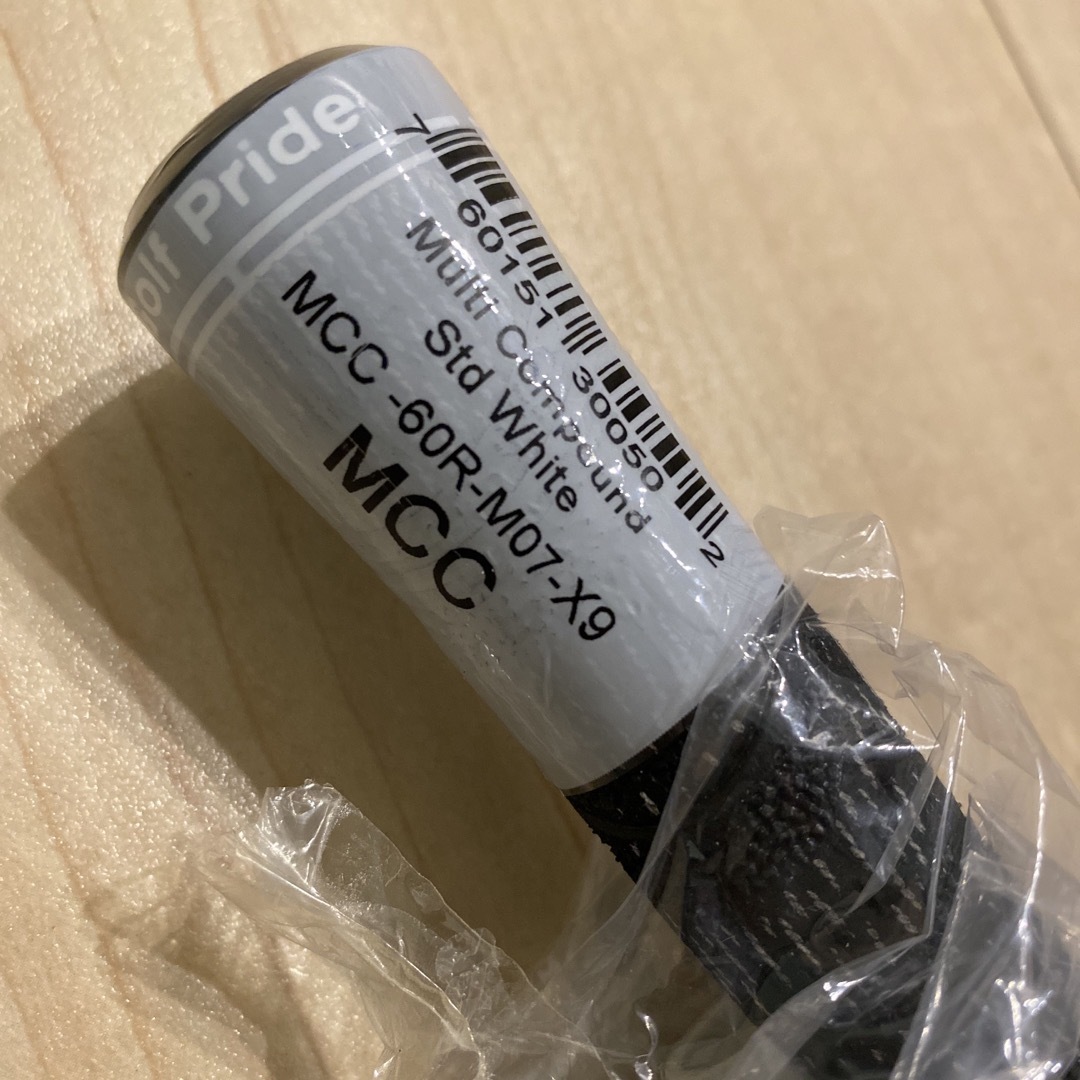 olf Pride
7 60151 30050 2
Multi Compound
Std White
MCC -60R-M07-X9
MCC